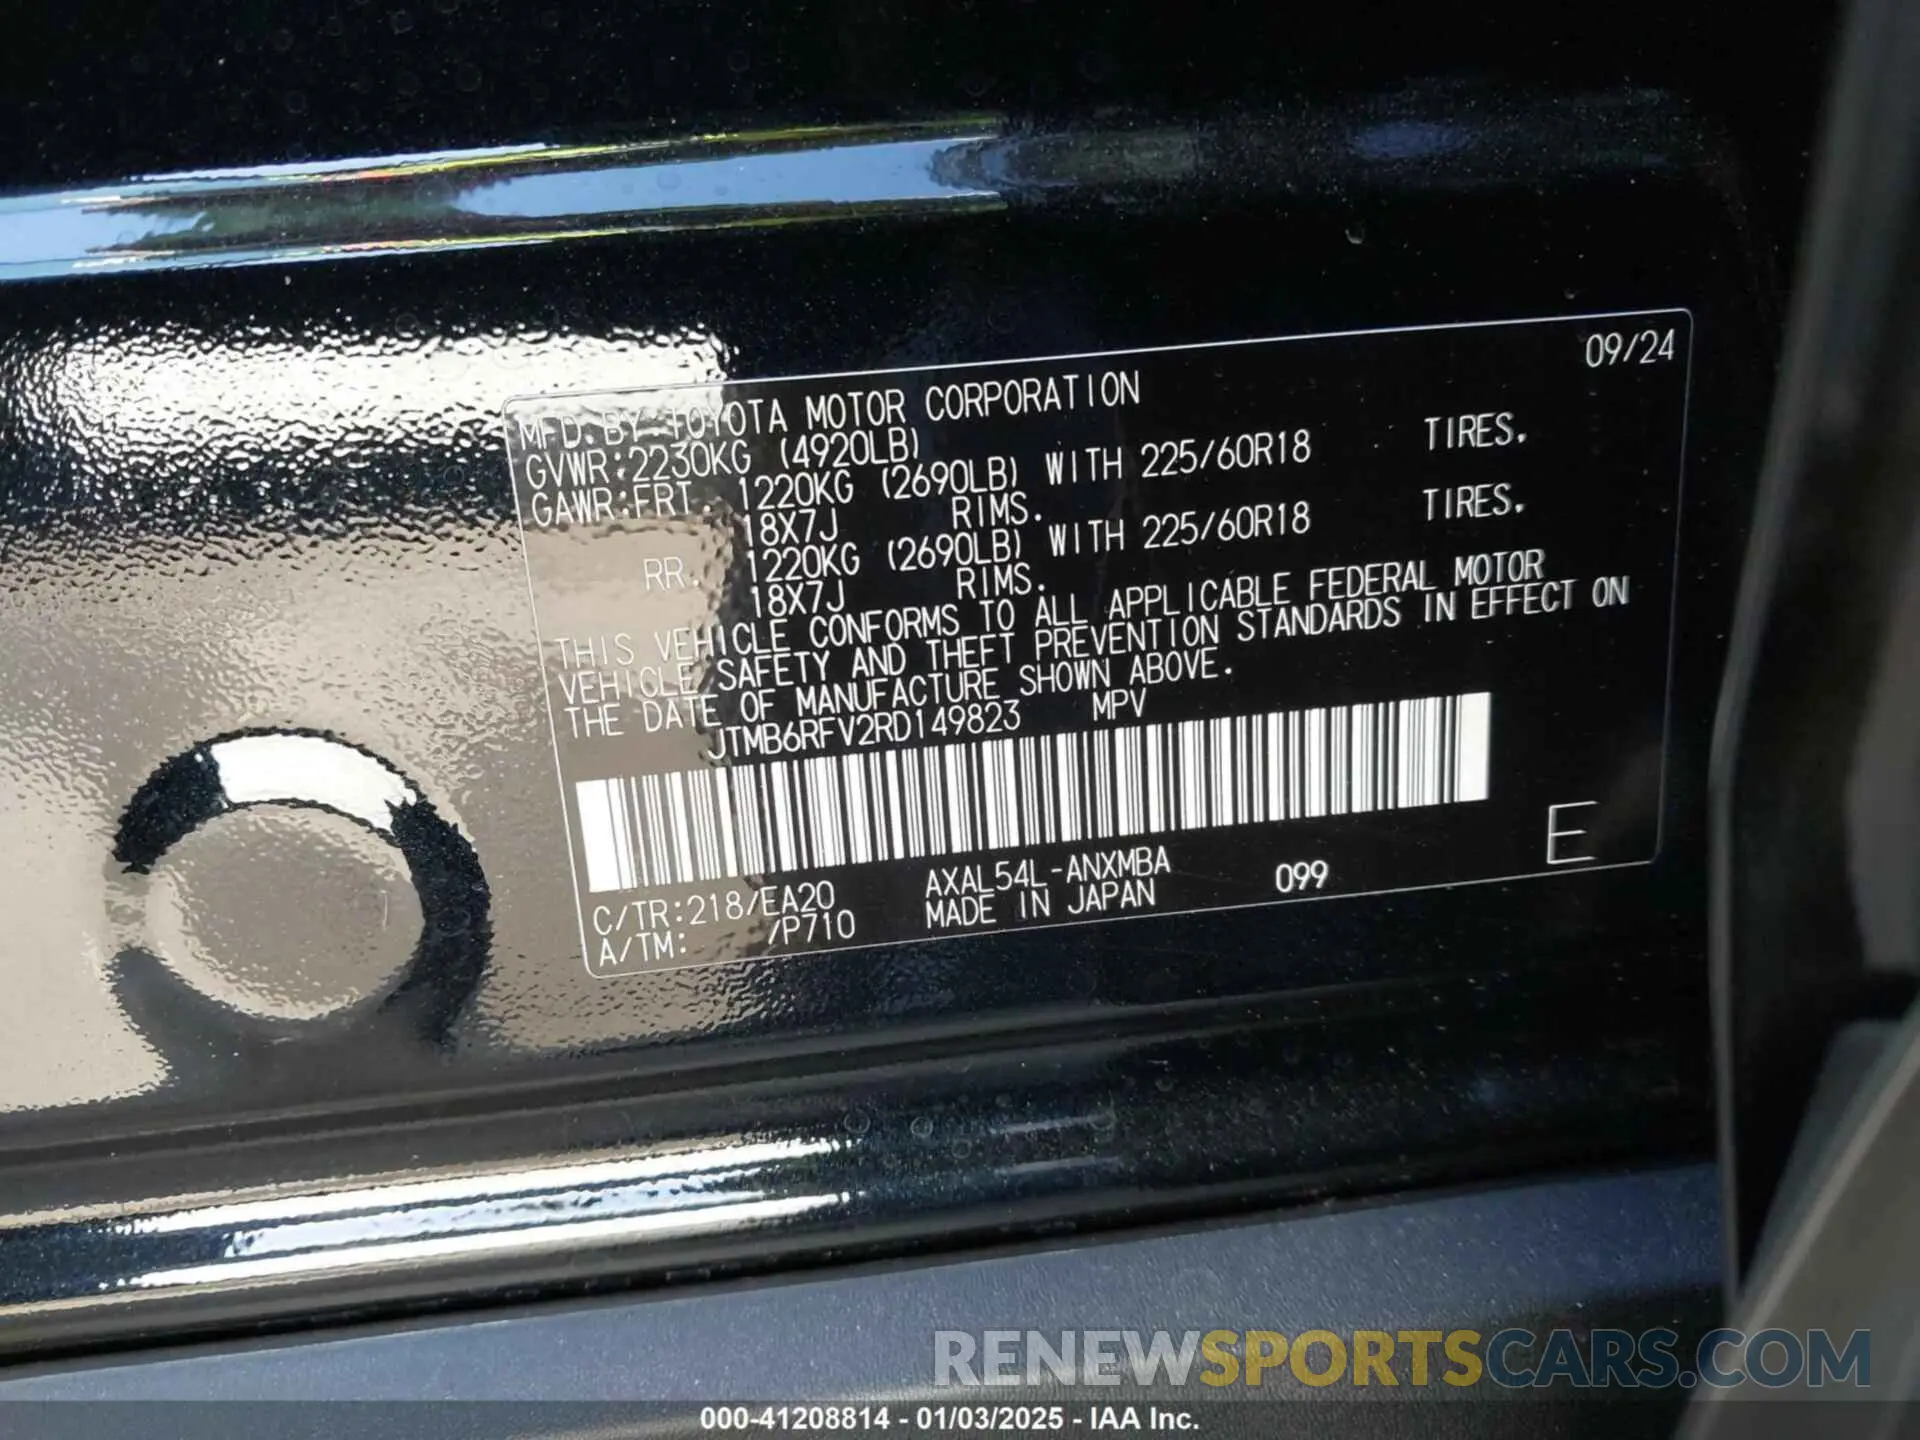 09/24
MFD.BY:TOYOTA MOTOR CORPORATION
GVWR:2230KG (4920LB)
GAWR:FRT. 1220KG (2690LB) WITH 225/60R18 TIRES.
18X7J RIMS.
RR. 1220KG (2690LB) WITH 225/60R18 TIRES.
18X7J RIMS.
THIS VEHICLE CONFORMS TO ALL APPLICABLE FEDERAL MOTOR
VEHICLE SAFETY AND THEFT PREVENTION STANDARDS IN EFFECT ON
THE DATE OF MANUFACTURE SHOWN ABOVE.
JTMB6RFV2RD149823 MPV
C/TR:218/EA20 AXAL54L-ANXMBA 099 E
A/TM: /P710 MADE IN JAPAN
RENEWSPORTSCARS.COM
000-41208814 - 01/03/2025 - IAA Inc.